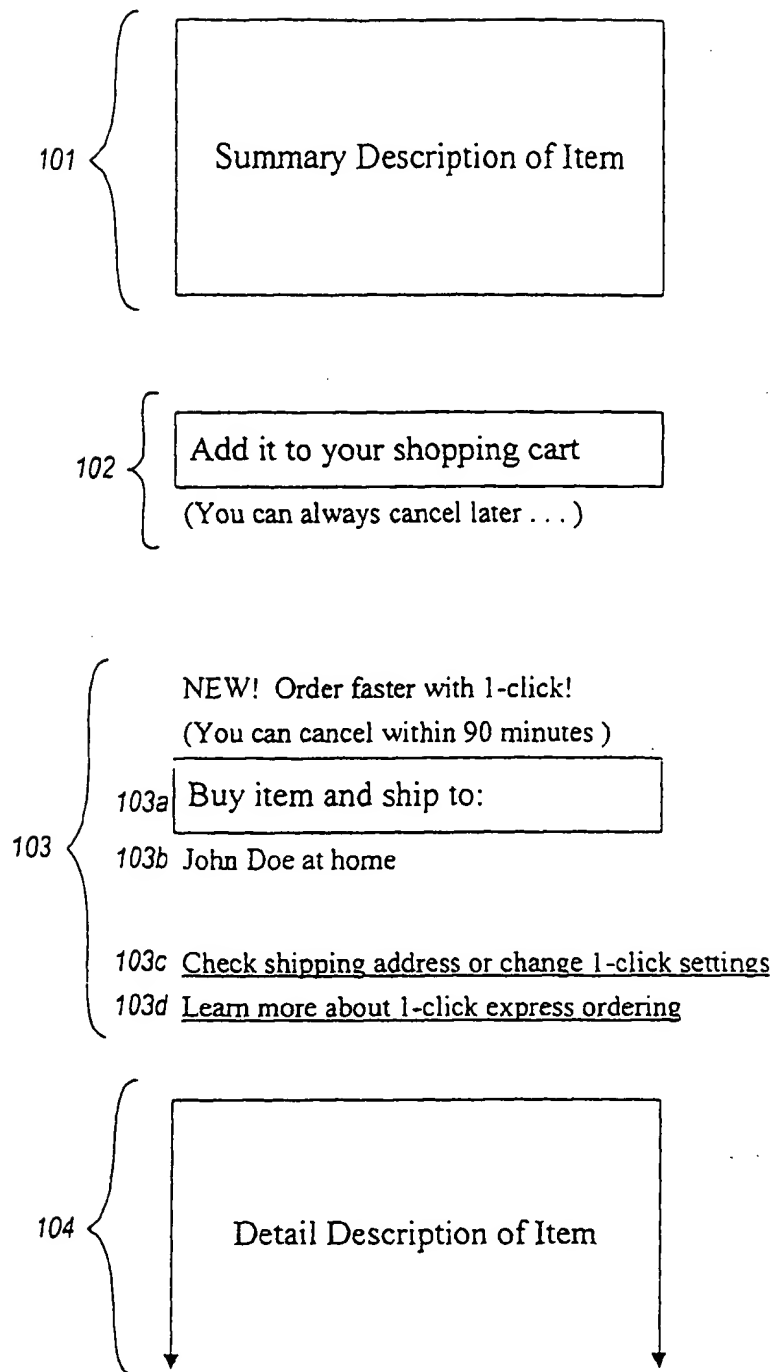 101
Summary Description of Item
102
Add it to your shopping cart
(You can always cancel later . . . )
103
NEW! Order faster with 1-click!
(You can cancel within 90 minutes )
103a Buy item and ship to:
103b John Doe at home
103c Check shipping address or change 1-click settings
103d Learn more about 1-click express ordering
104
Detail Description of Item